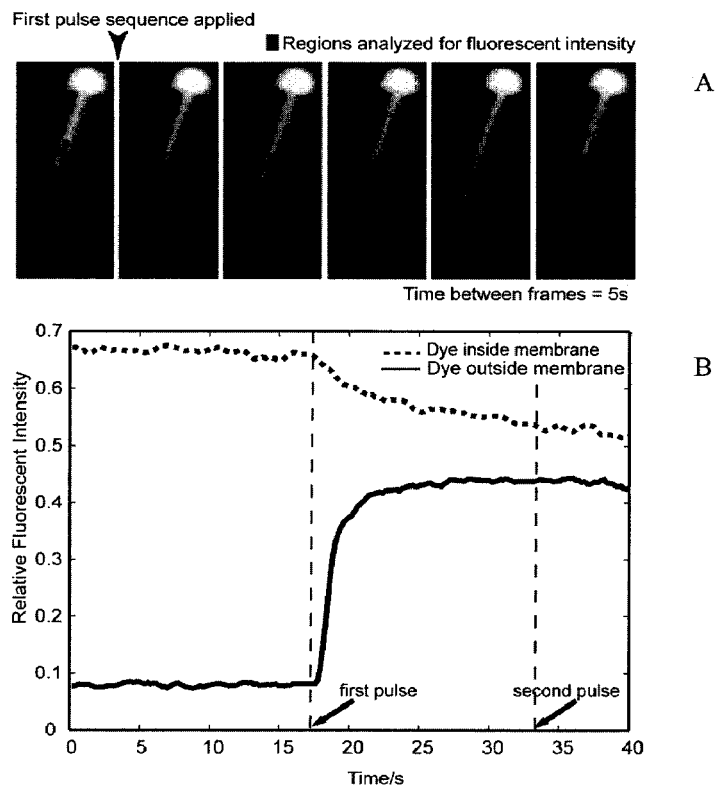 First pulse sequence applied
Regions analyzed for fluorescent intensity
A
Time between frames = 5s
B
0.7
0.6
0.5
0.4
0.3
0.2
0.1
0
Relative Fluorescent Intensity
Dye inside membrane
Dye outside membrane
first pulse
second pulse
0 5 10 15 20 25 30 35 40
Time/s